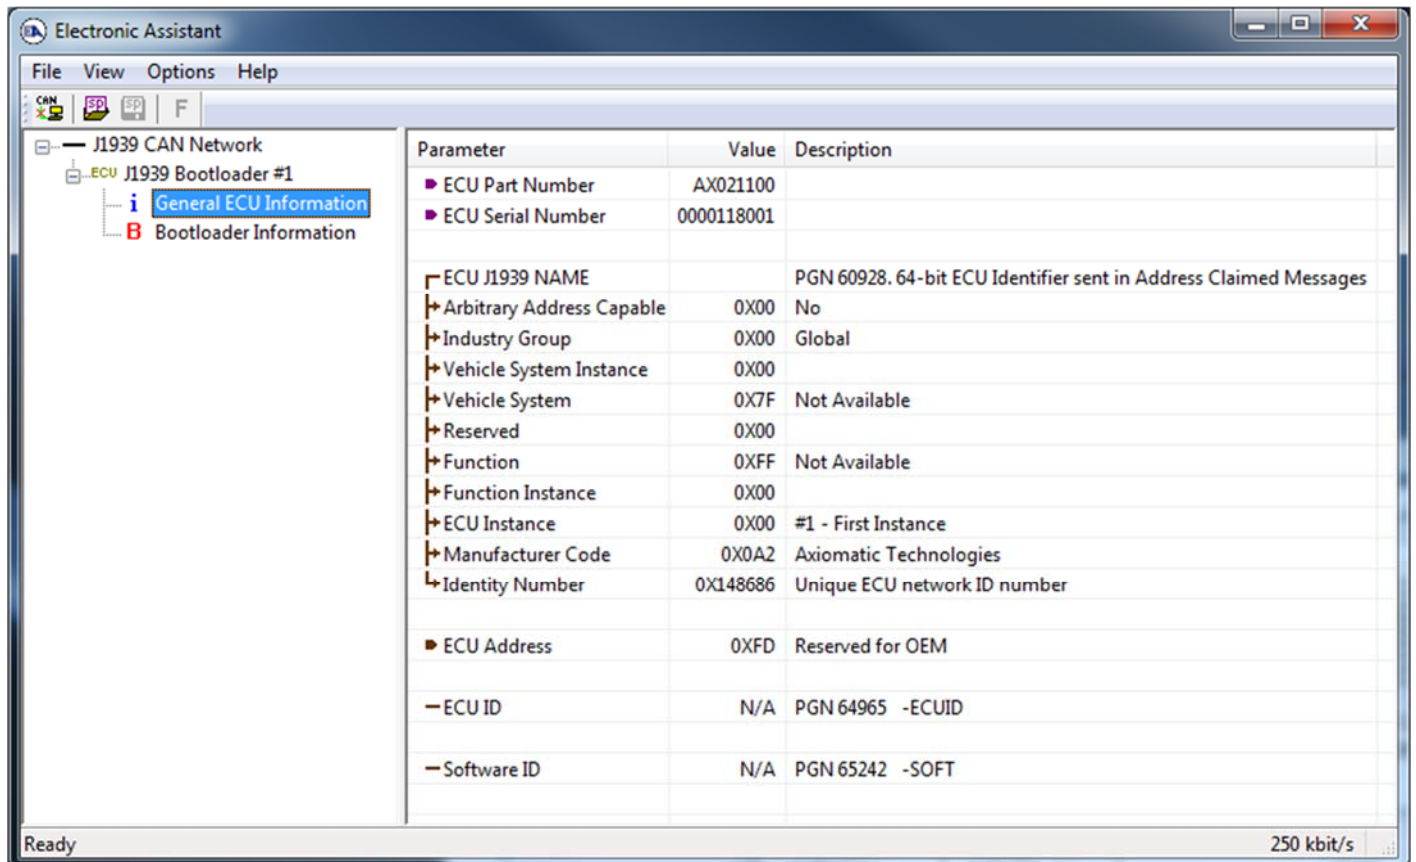 EA Electronic Assistant
File View Options Help
CAN SP SP F
J1939 CAN Network
ECU J1939 Bootloader #1
i General ECU Information
B Bootloader Information
Parameter Value Description
ECU Part Number AX021100
ECU Serial Number 0000118001
ECU J1939 NAME PGN 60928. 64-bit ECU Identifier sent in Address Claimed Messages
Arbitrary Address Capable 0X00 No
Industry Group 0X00 Global
Vehicle System Instance 0X00
Vehicle System 0X7F Not Available
Reserved 0X00
Function 0XFF Not Available
Function Instance 0X00
ECU Instance 0X00 #1 - First Instance
Manufacturer Code 0X0A2 Axiomatic Technologies
Identity Number 0X148686 Unique ECU network ID number
ECU Address 0XFD Reserved for OEM
ECU ID N/A PGN 64965 -ECUID
Software ID N/A PGN 65242 -SOFT
Ready 250 kbit/s